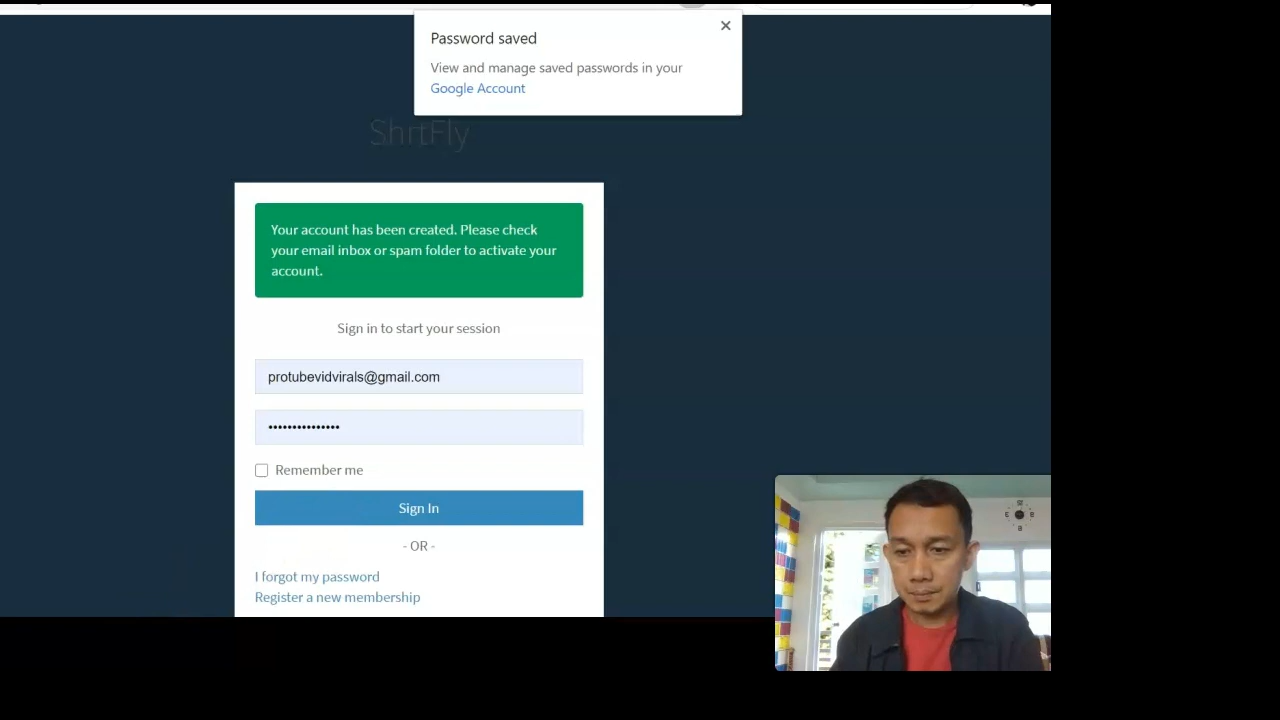 Password saved
View and manage saved passwords in your
Google Account
ShrtFly
Your account has been created. Please check
your email inbox or spam folder to activate your
account.
Sign in to start your session
protubevidvirals@gmail.com
•••••••••••••••
Remember me
Sign In
- OR -
I forgot my password
Register a new membership